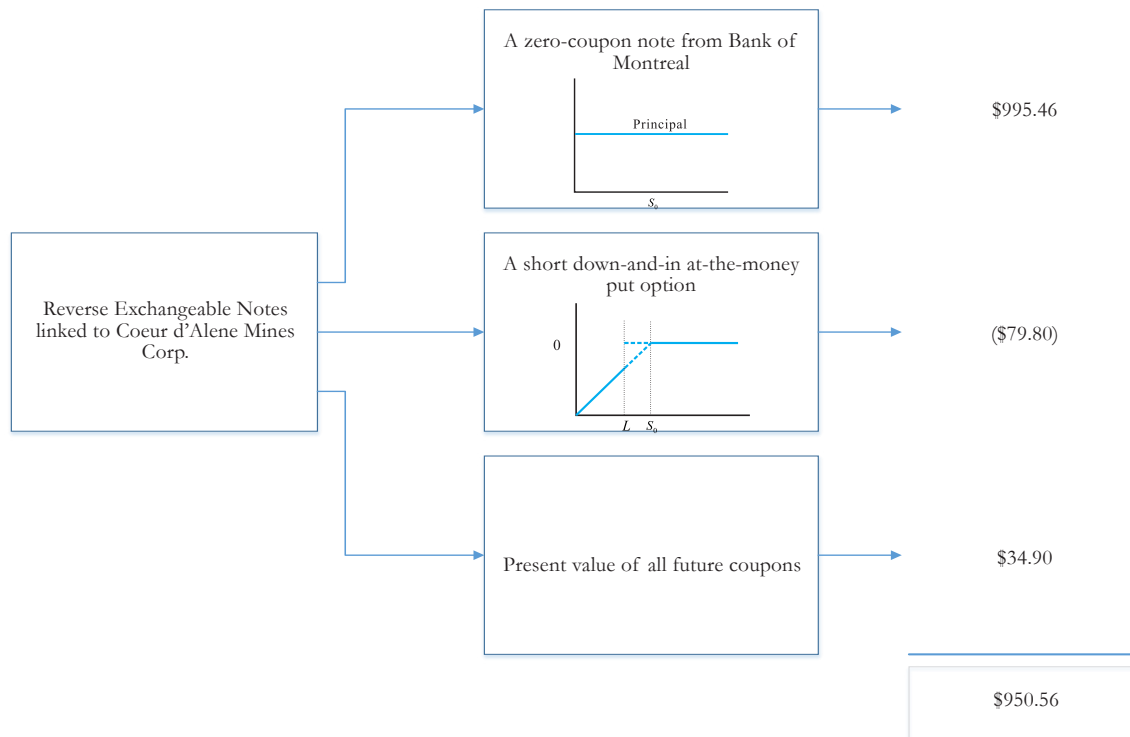 A zero-coupon note from Bank of
Montreal
Principal
S₀
$995.46
Reverse Exchangeable Notes
linked to Coeur d’Alene Mines
Corp.
A short down-and-in at-the-money
put option
0
L S₀
($79.80)
Present value of all future coupons
$34.90
$950.56